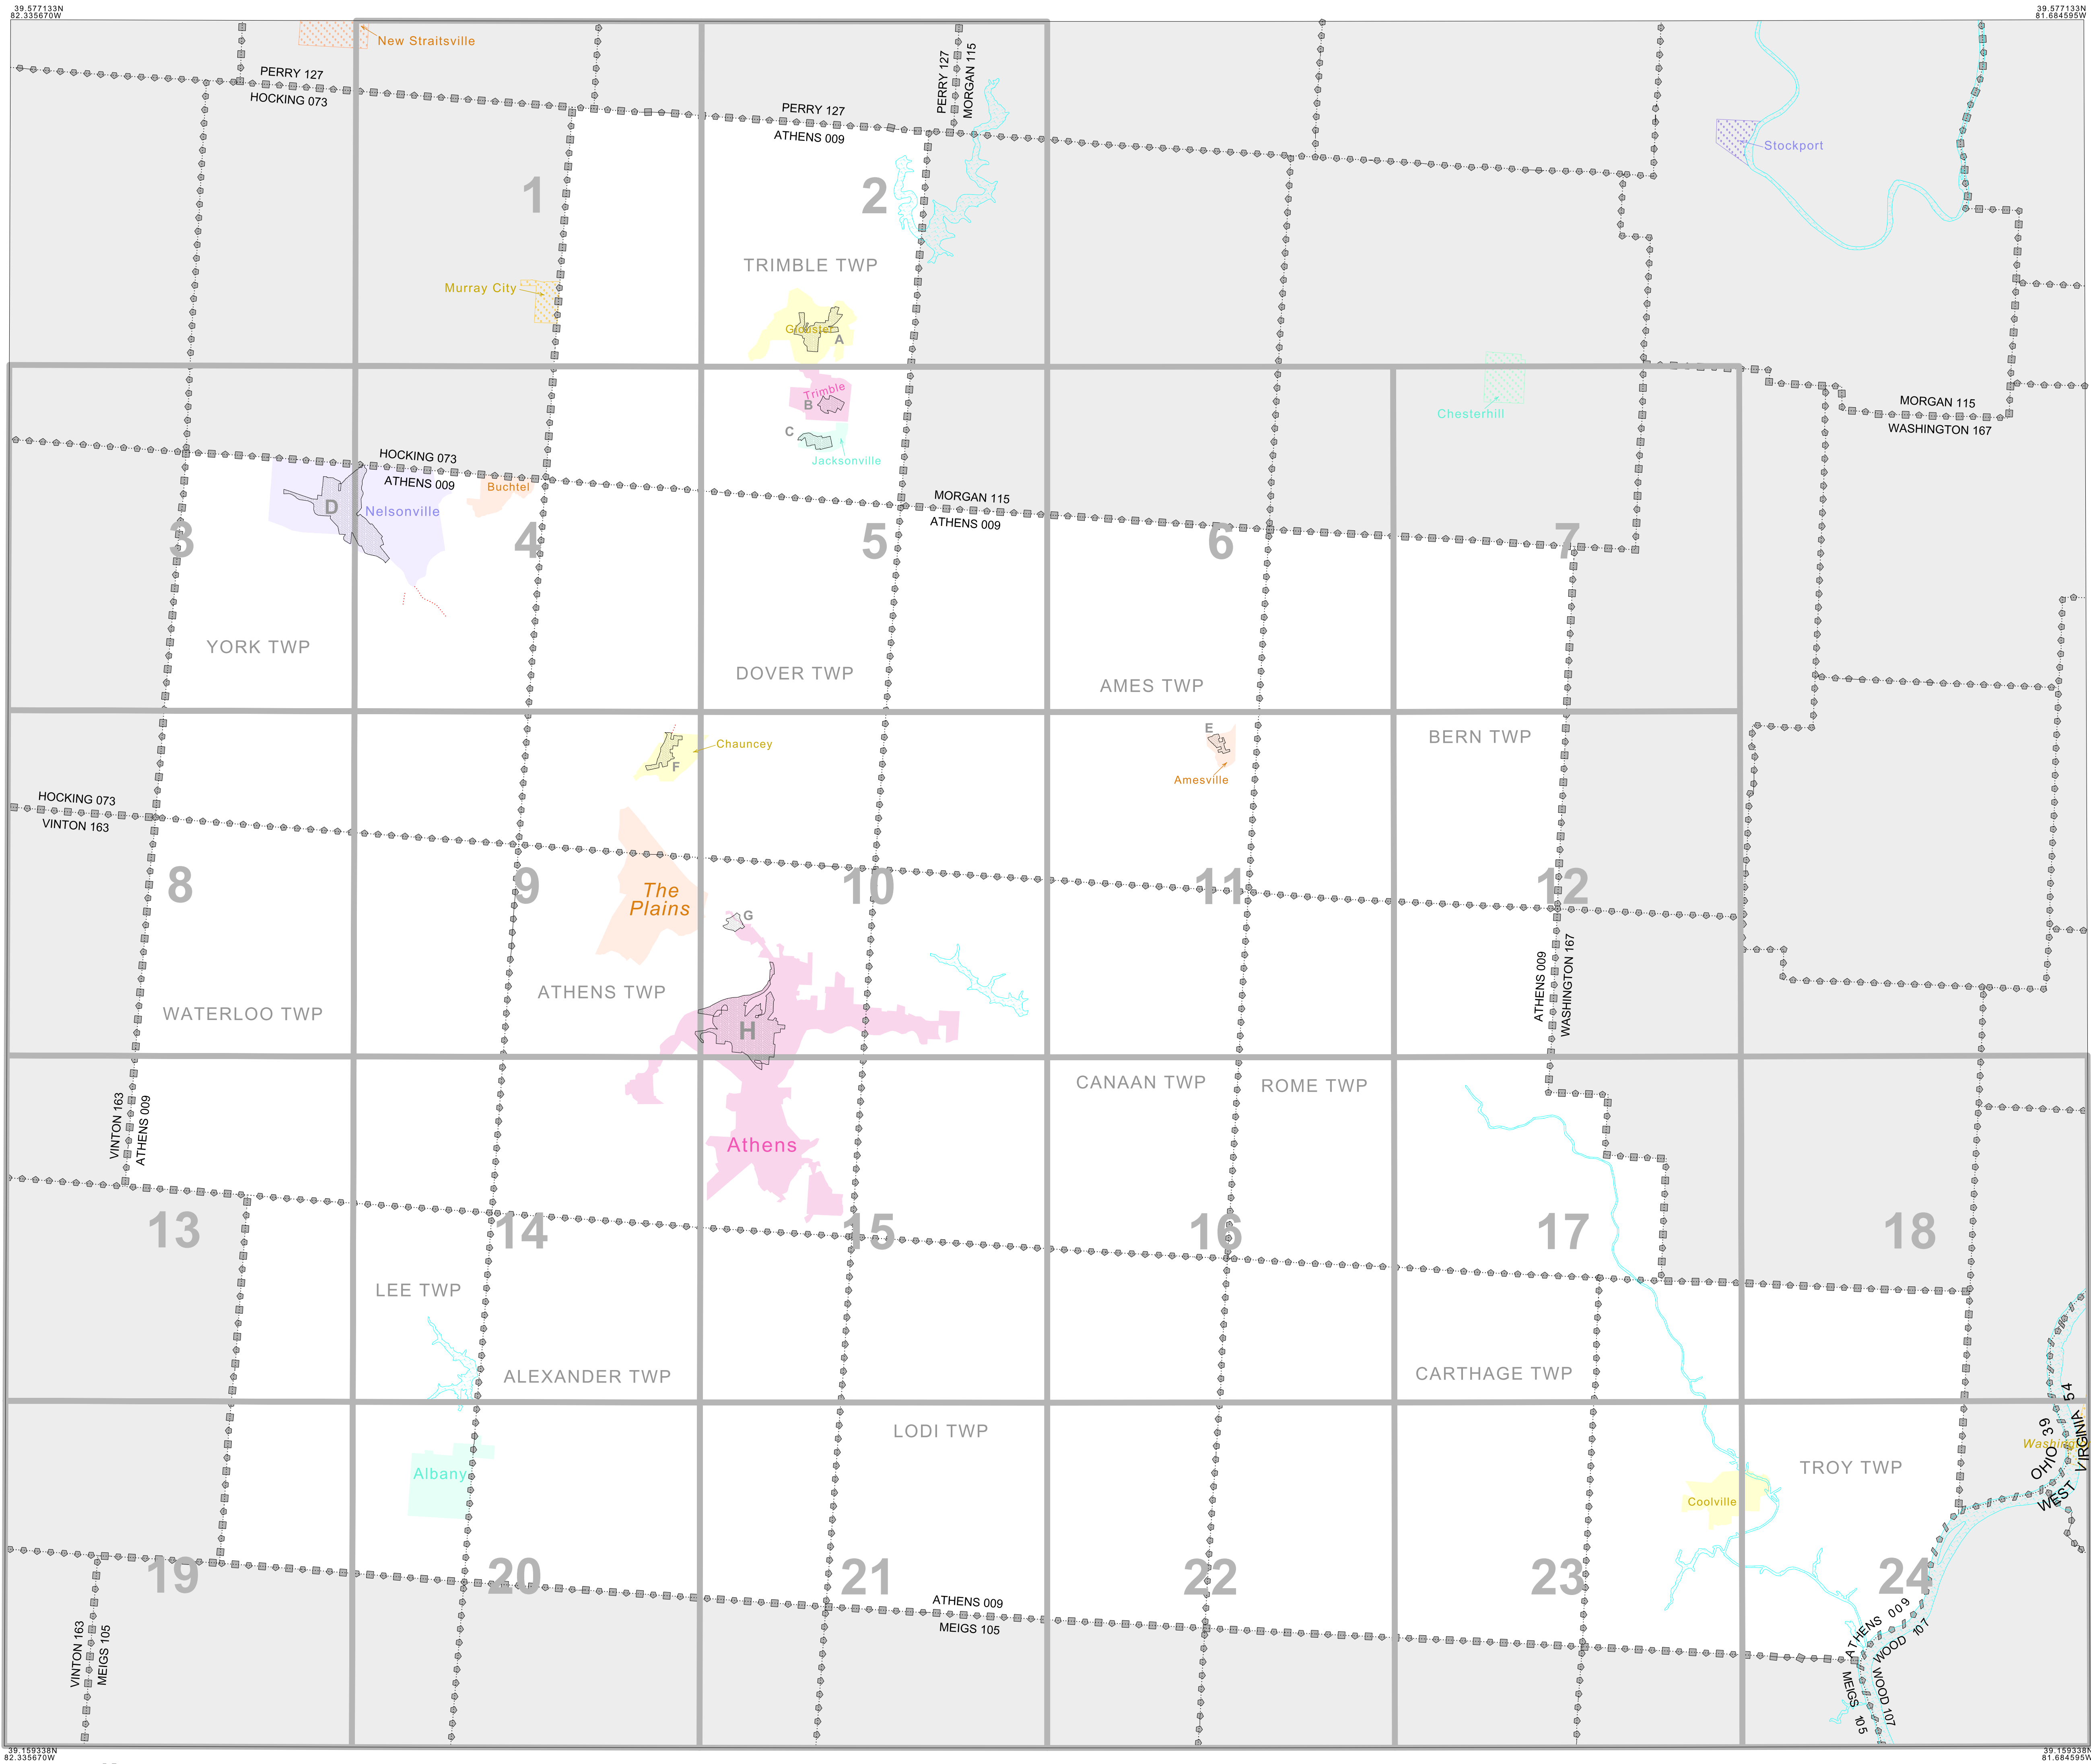 39.577133N
82.335670W
39.577133N
81.684595W
New Straitsville
PERRY 127
HOCKING 073
PERRY 127
MORGAN 115
PERRY 127
ATHENS 009
Stockport
1
2
TRIMBLE TWP
Murray City
Glouster
A
Trimble
B
C
Jacksonville
Chesterhill
MORGAN 115
WASHINGTON 167
HOCKING 073
ATHENS 009
Buchtel
D
Nelsonville
MORGAN 115
ATHENS 009
3
4
5
6
7
YORK TWP
DOVER TWP
AMES TWP
BERN TWP
E
Chauncey
F
Amesville
HOCKING 073
VINTON 163
8
9
The
Plains
10
11
12
G
ATHENS 009
WASHINGTON 167
ATHENS TWP
WATERLOO TWP
H
CANAAN TWP
ROME TWP
VINTON 163
ATHENS 009
Athens
13
14
15
16
17
18
LEE TWP
ALEXANDER TWP
CARTHAGE TWP
LODI TWP
OHIO 39
WEST VIRGINIA 54
TROY TWP
Albany
Coolville
19
20
21
22
23
24
ATHENS 009
MEIGS 105
ATHENS 009
WOOD 107
VINTON 163
MEIGS 105
MEIGS 105
WOOD 107
39.159338N
82.335670W
39.159338N
81.684595W